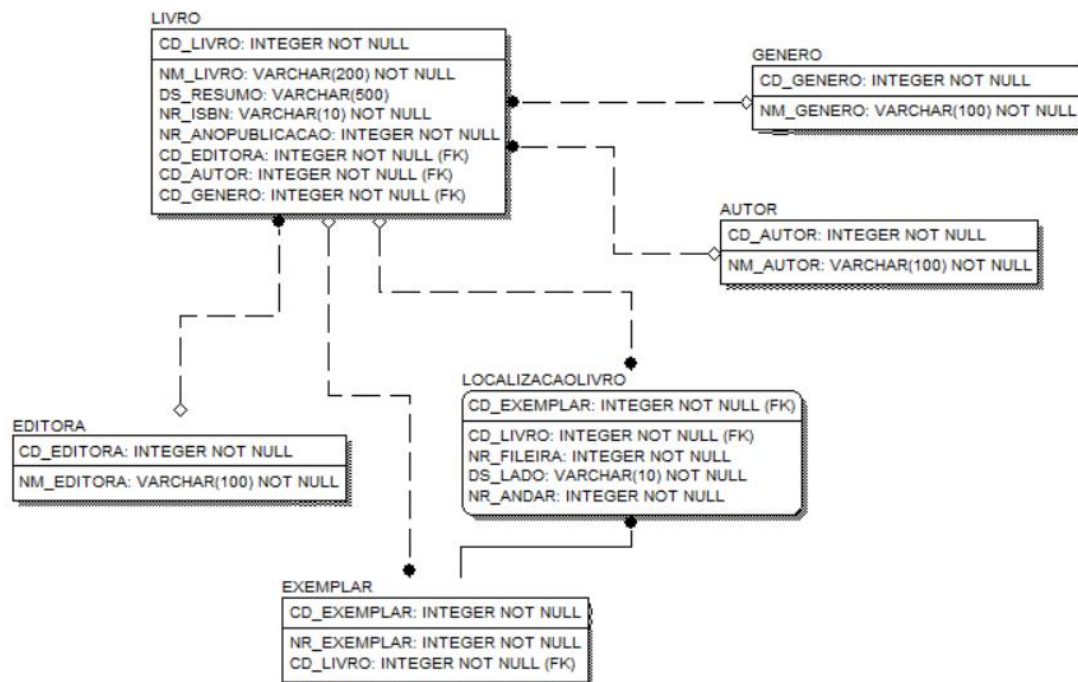 LIVRO
CD_LIVRO: INTEGER NOT NULL
NM_LIVRO: VARCHAR(200) NOT NULL
DS_RESUMO: VARCHAR(500)
NR_ISBN: VARCHAR(10) NOT NULL
NR_ANOPUBLICACAO: INTEGER NOT NULL
CD_EDITORA: INTEGER NOT NULL (FK)
CD_AUTOR: INTEGER NOT NULL (FK)
CD_GENERO: INTEGER NOT NULL (FK)
GENERO
CD_GENERO: INTEGER NOT NULL
NM_GENERO: VARCHAR(100) NOT NULL
AUTOR
CD_AUTOR: INTEGER NOT NULL
NM_AUTOR: VARCHAR(100) NOT NULL
LOCALIZACAOLIVRO
CD_EXEMPLAR: INTEGER NOT NULL (FK)
CD_LIVRO: INTEGER NOT NULL (FK)
NR_FILEIRA: INTEGER NOT NULL
DS_LADO: VARCHAR(10) NOT NULL
NR_ANDAR: INTEGER NOT NULL
EDITORA
CD_EDITORA: INTEGER NOT NULL
NM_EDITORA: VARCHAR(100) NOT NULL
EXEMPLAR
CD_EXEMPLAR: INTEGER NOT NULL
NR_EXEMPLAR: INTEGER NOT NULL
CD_LIVRO: INTEGER NOT NULL (FK)